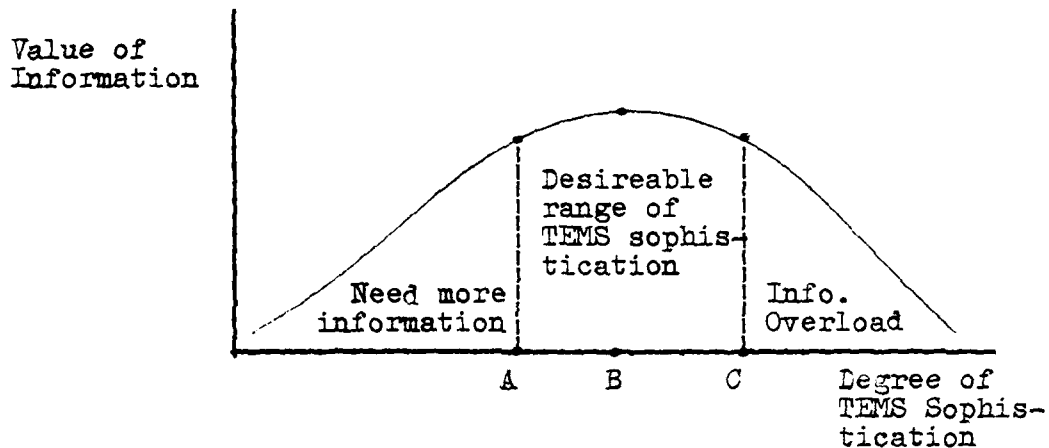 Value of
Information
Desireable
range of
TEMS sophis-
tication
Need more
information
Info.
Overload
A
B
C
Degree of
TEMS Sophis-
tication